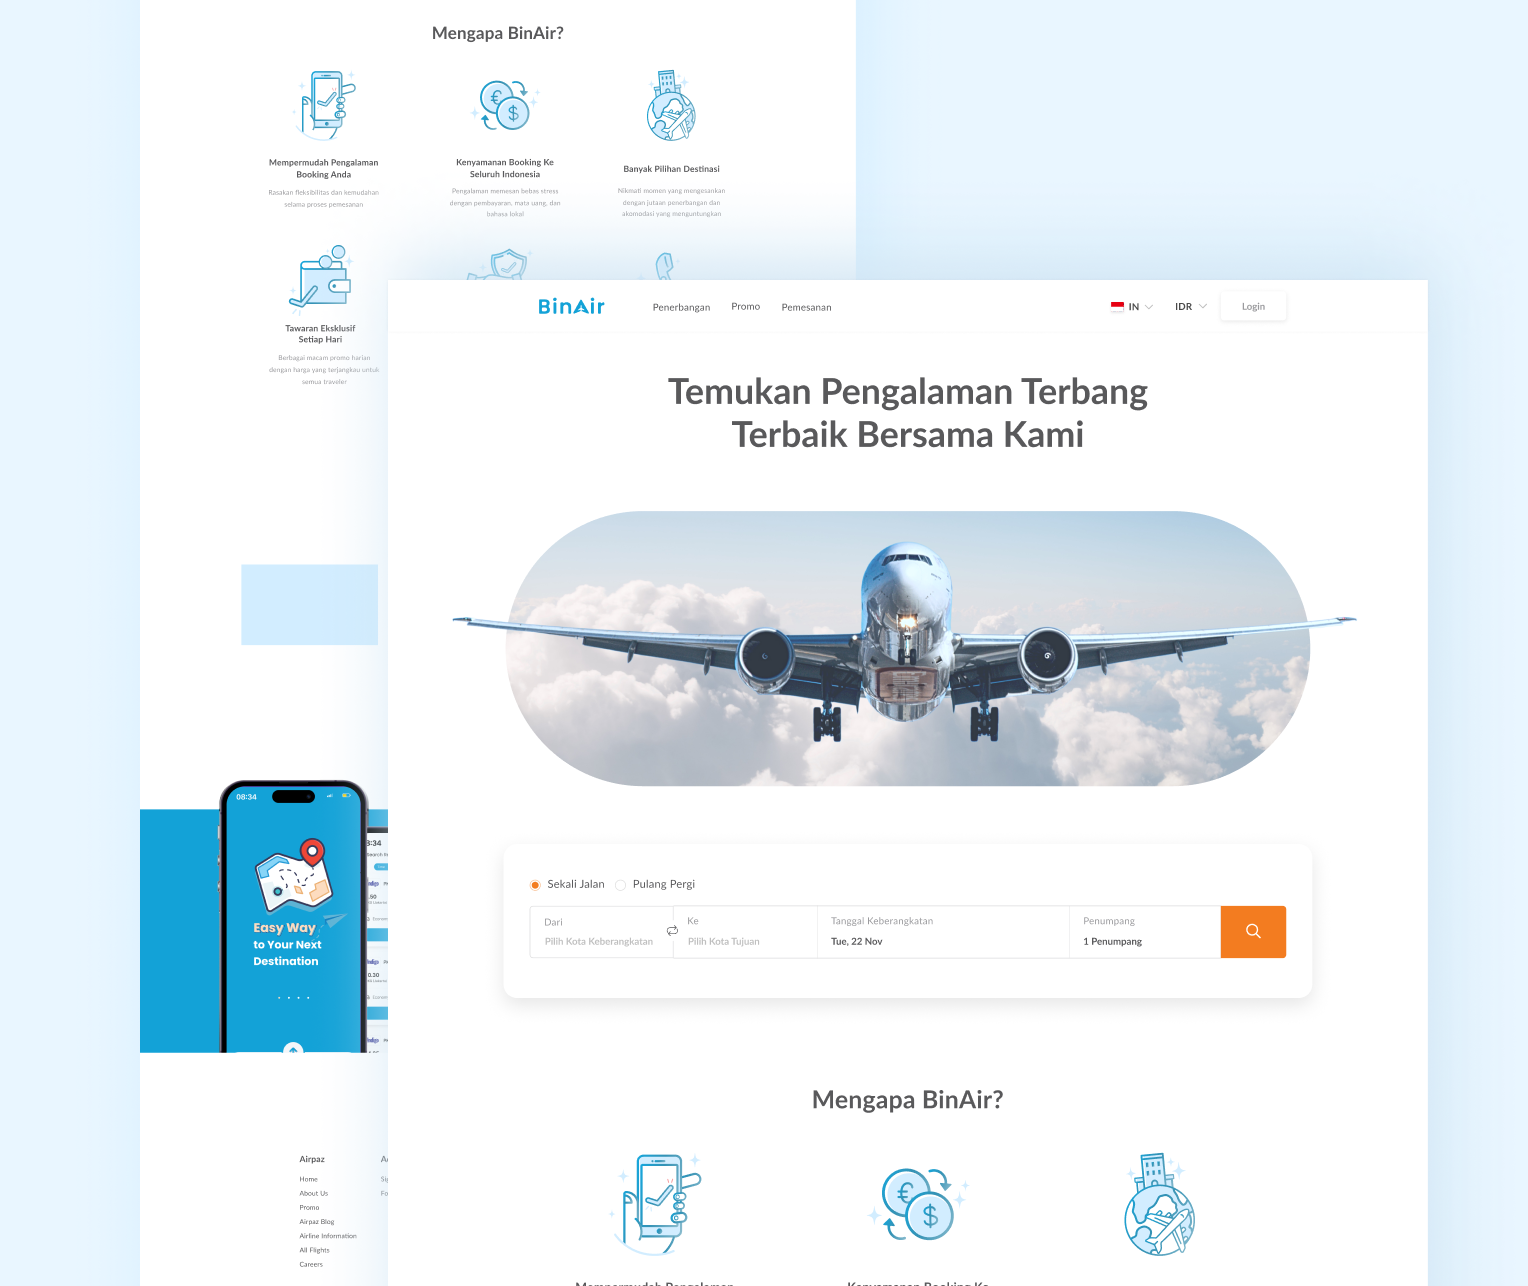 Mengapa BinAir?
Mempermudah Pengalaman
Booking Anda
Rasakan fleksibilitas dan kemudahan
selama proses pemesanan
Kenyamanan Booking Ke
Seluruh Indonesia
Pengalaman memesan bebas stress
dengan pembayaran, mata uang, dan
bahasa lokal
Banyak Pilihan Destinasi
Nikmati momen yang mengesankan
dengan jutaan penerbangan dan
akomodasi yang menguntungkan
Tawaran Eksklusif
Setiap Hari
Berbagai macam promo harian
dengan harga yang terjangkau untuk
semua traveler
08:34
Easy Way
to Your Next
Destination
Airpaz
Home
About Us
Promo
Airpaz Blog
Airline Information
All Flights
Careers
BinAir
Penerbangan
Promo
Pemesanan
IN
IDR
Login
Temukan Pengalaman Terbang
Terbaik Bersama Kami
Sekali Jalan
Pulang Pergi
Dari
Pilih Kota Keberangkatan
Ke
Pilih Kota Tujuan
Tanggal Keberangkatan
Tue, 22 Nov
Penumpang
1 Penumpang
Mengapa BinAir?
Mempermudah Pengalaman
Kenyamanan Booking Ke